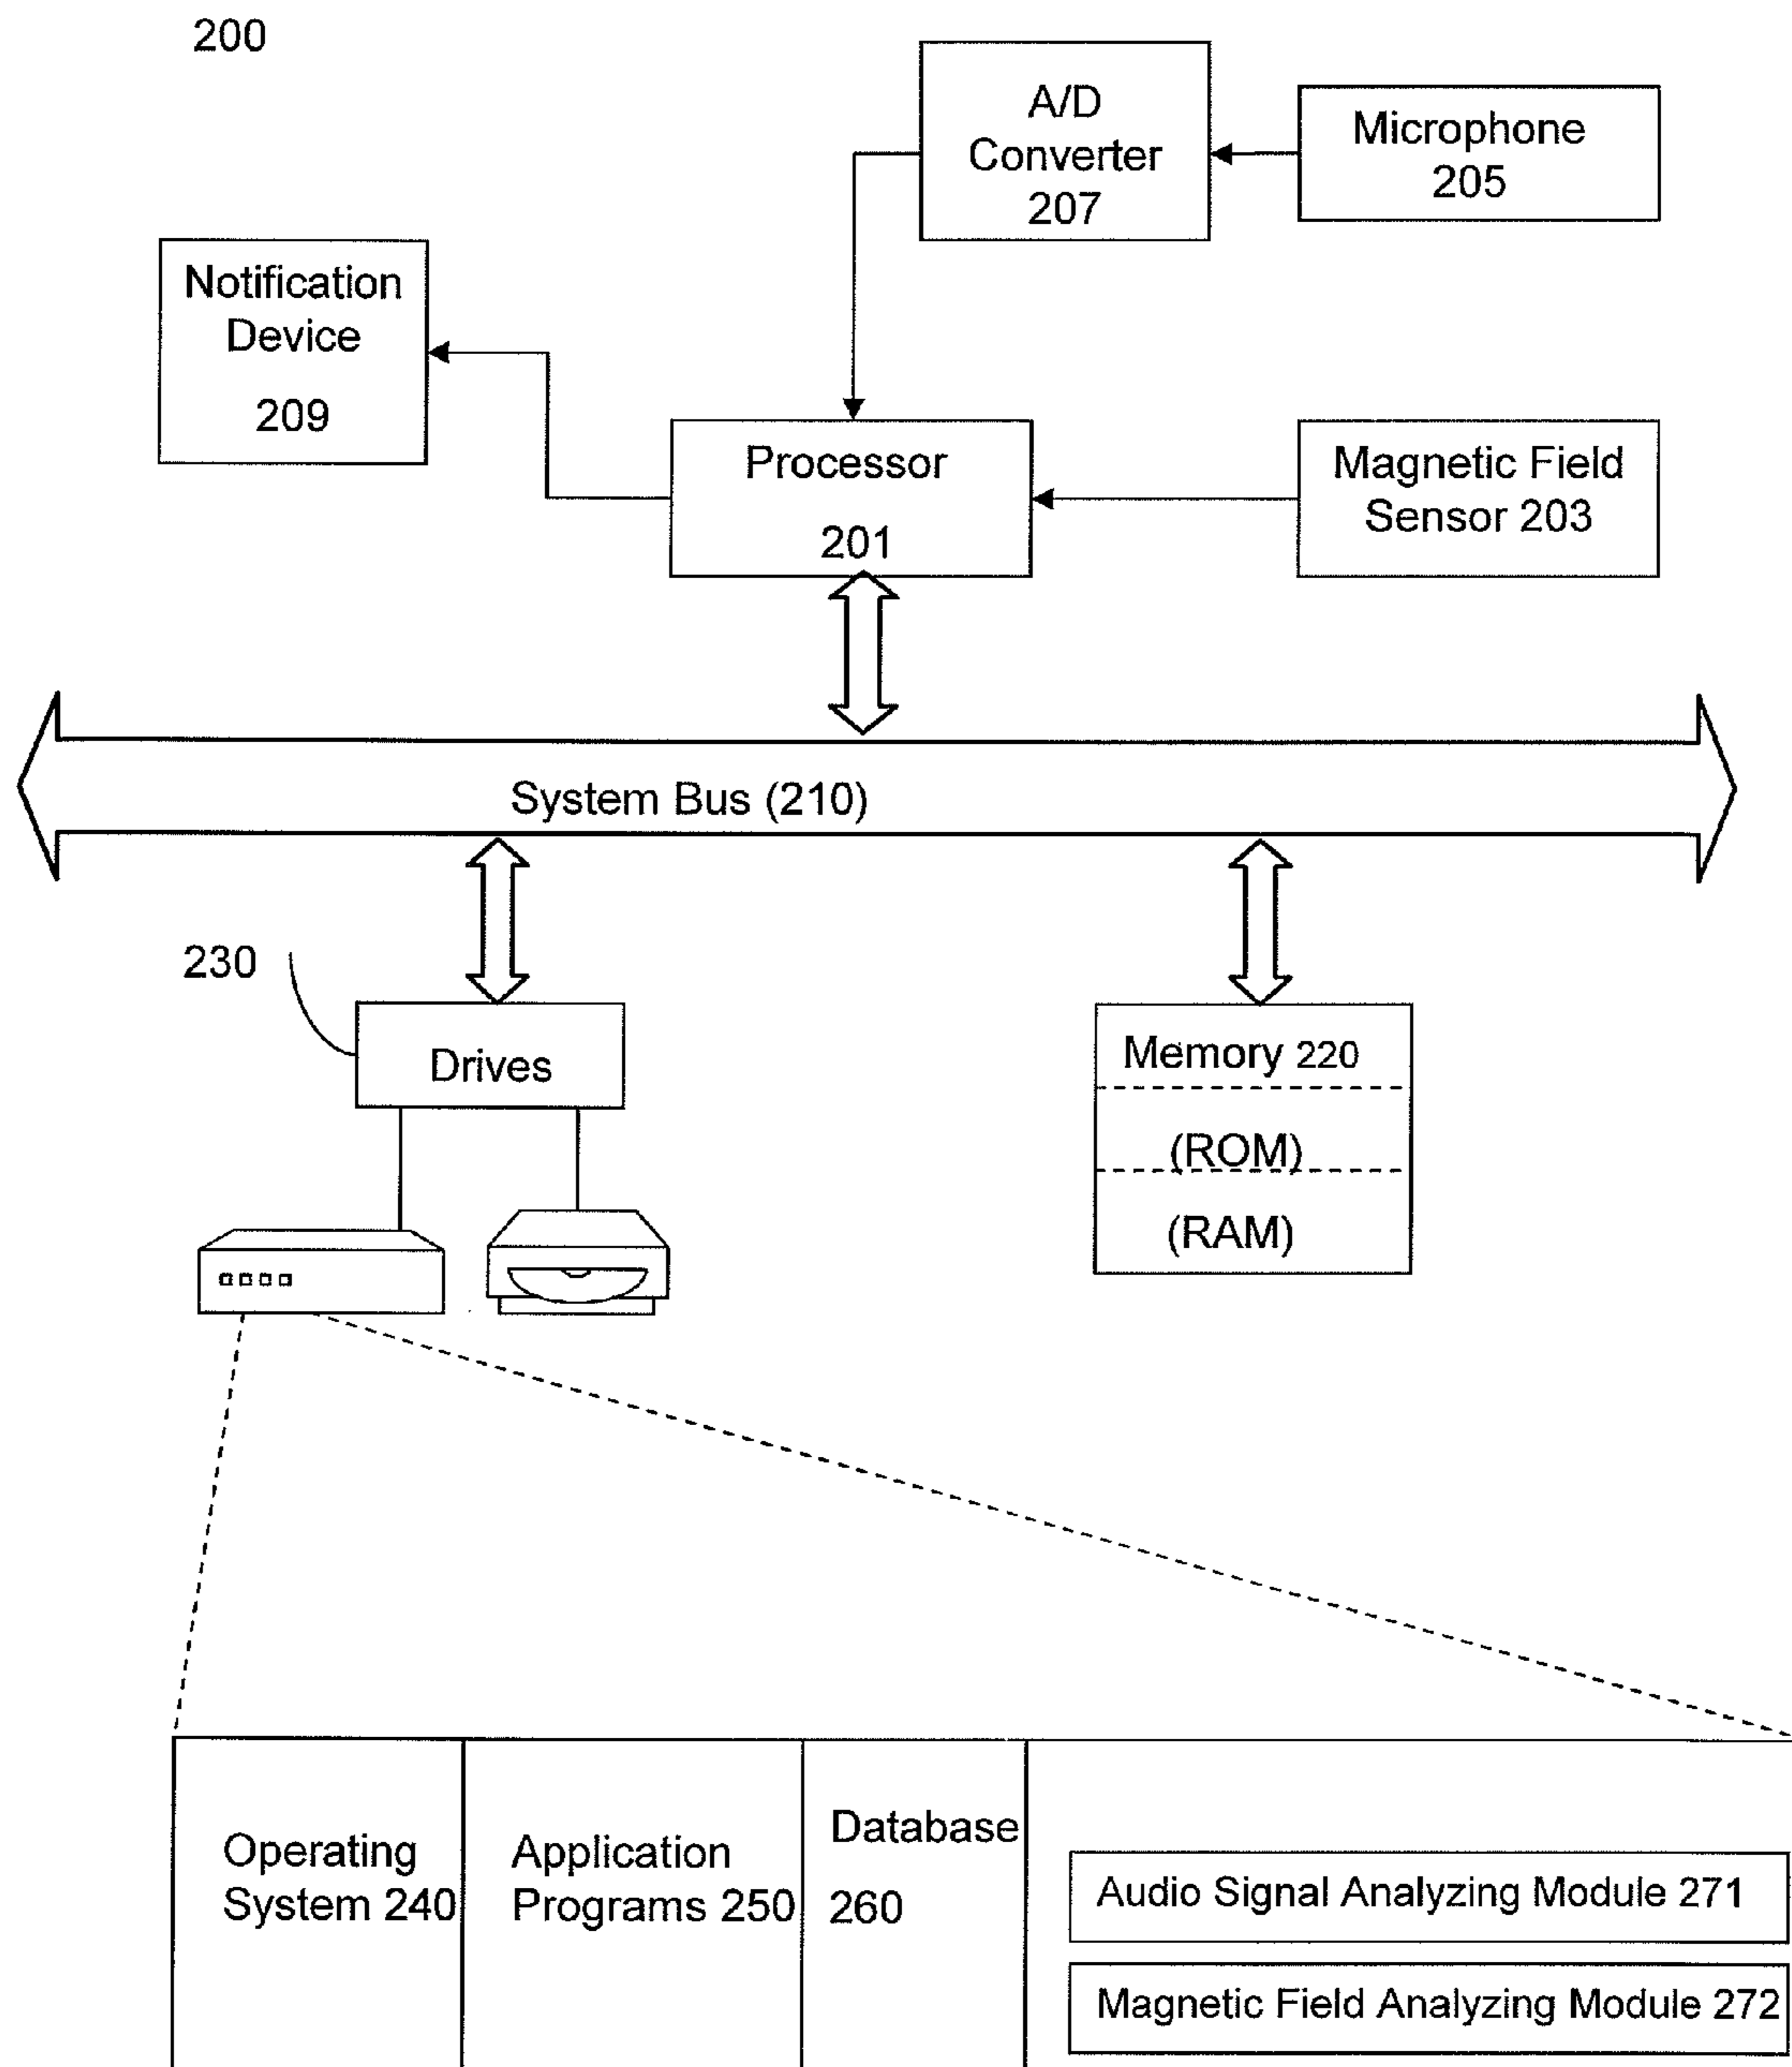 200
A/D
Converter
207
Microphone
205
Notification
Device
209
Processor
201
Magnetic Field
Sensor 203
System Bus (210)
230
Drives
Memory 220
(ROM)
(RAM)
Operating
System 240
Application
Programs 250
Database
260
Audio Signal Analyzing Module 271
Magnetic Field Analyzing Module 272